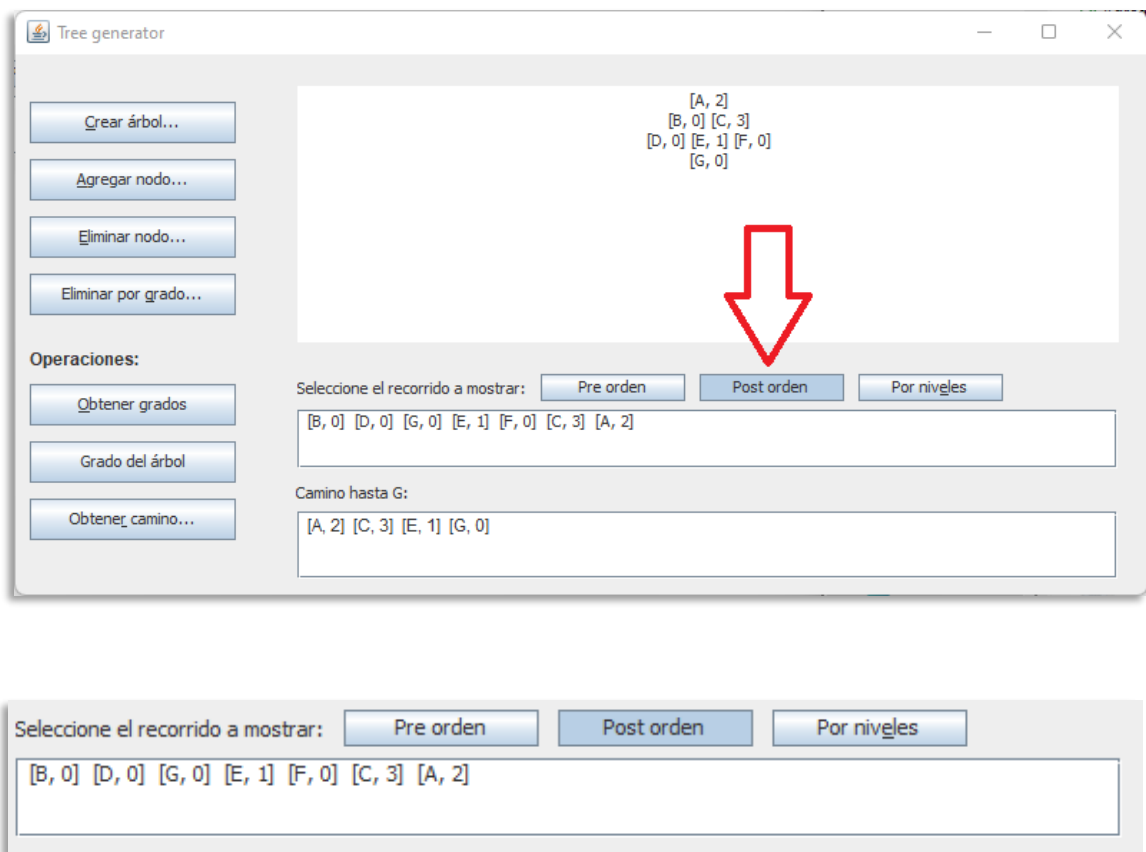 Tree generator
Crear árbol...
Agregar nodo...
Eliminar nodo...
Eliminar por grado...
Operaciones:
Obtener grados
Grado del árbol
Obtener camino...
[A, 2]
[B, 0] [C, 3]
[D, 0] [E, 1] [F, 0]
[G, 0]
Seleccione el recorrido a mostrar: Pre orden Post orden Por niveles
[B, 0] [D, 0] [G, 0] [E, 1] [F, 0] [C, 3] [A, 2]
Camino hasta G:
[A, 2] [C, 3] [E, 1] [G, 0]
Seleccione el recorrido a mostrar: Pre orden Post orden Por niveles
[B, 0] [D, 0] [G, 0] [E, 1] [F, 0] [C, 3] [A, 2]